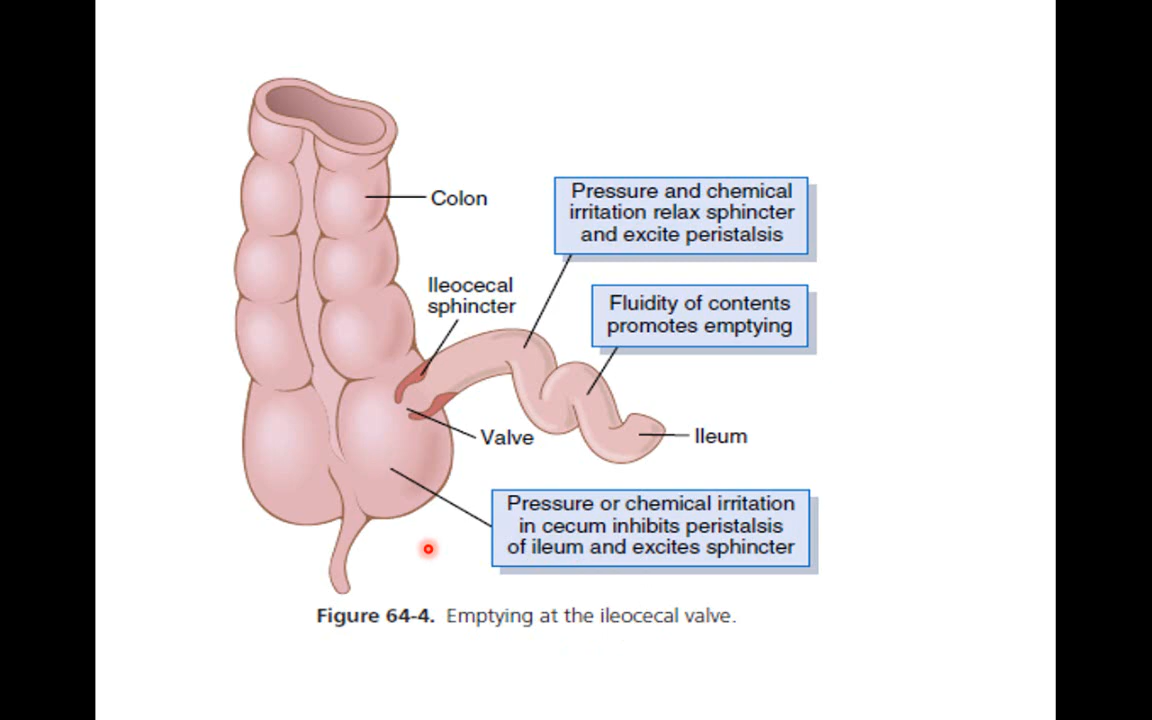 Colon
Pressure and chemical
irritation relax sphincter
and excite peristalsis
Ileocecal
sphincter
Fluidity of contents
promotes emptying
Valve
Ileum
Pressure or chemical irritation
in cecum inhibits peristalsis
of ileum and excites sphincter
Figure 64-4. Emptying at the ileocecal valve.